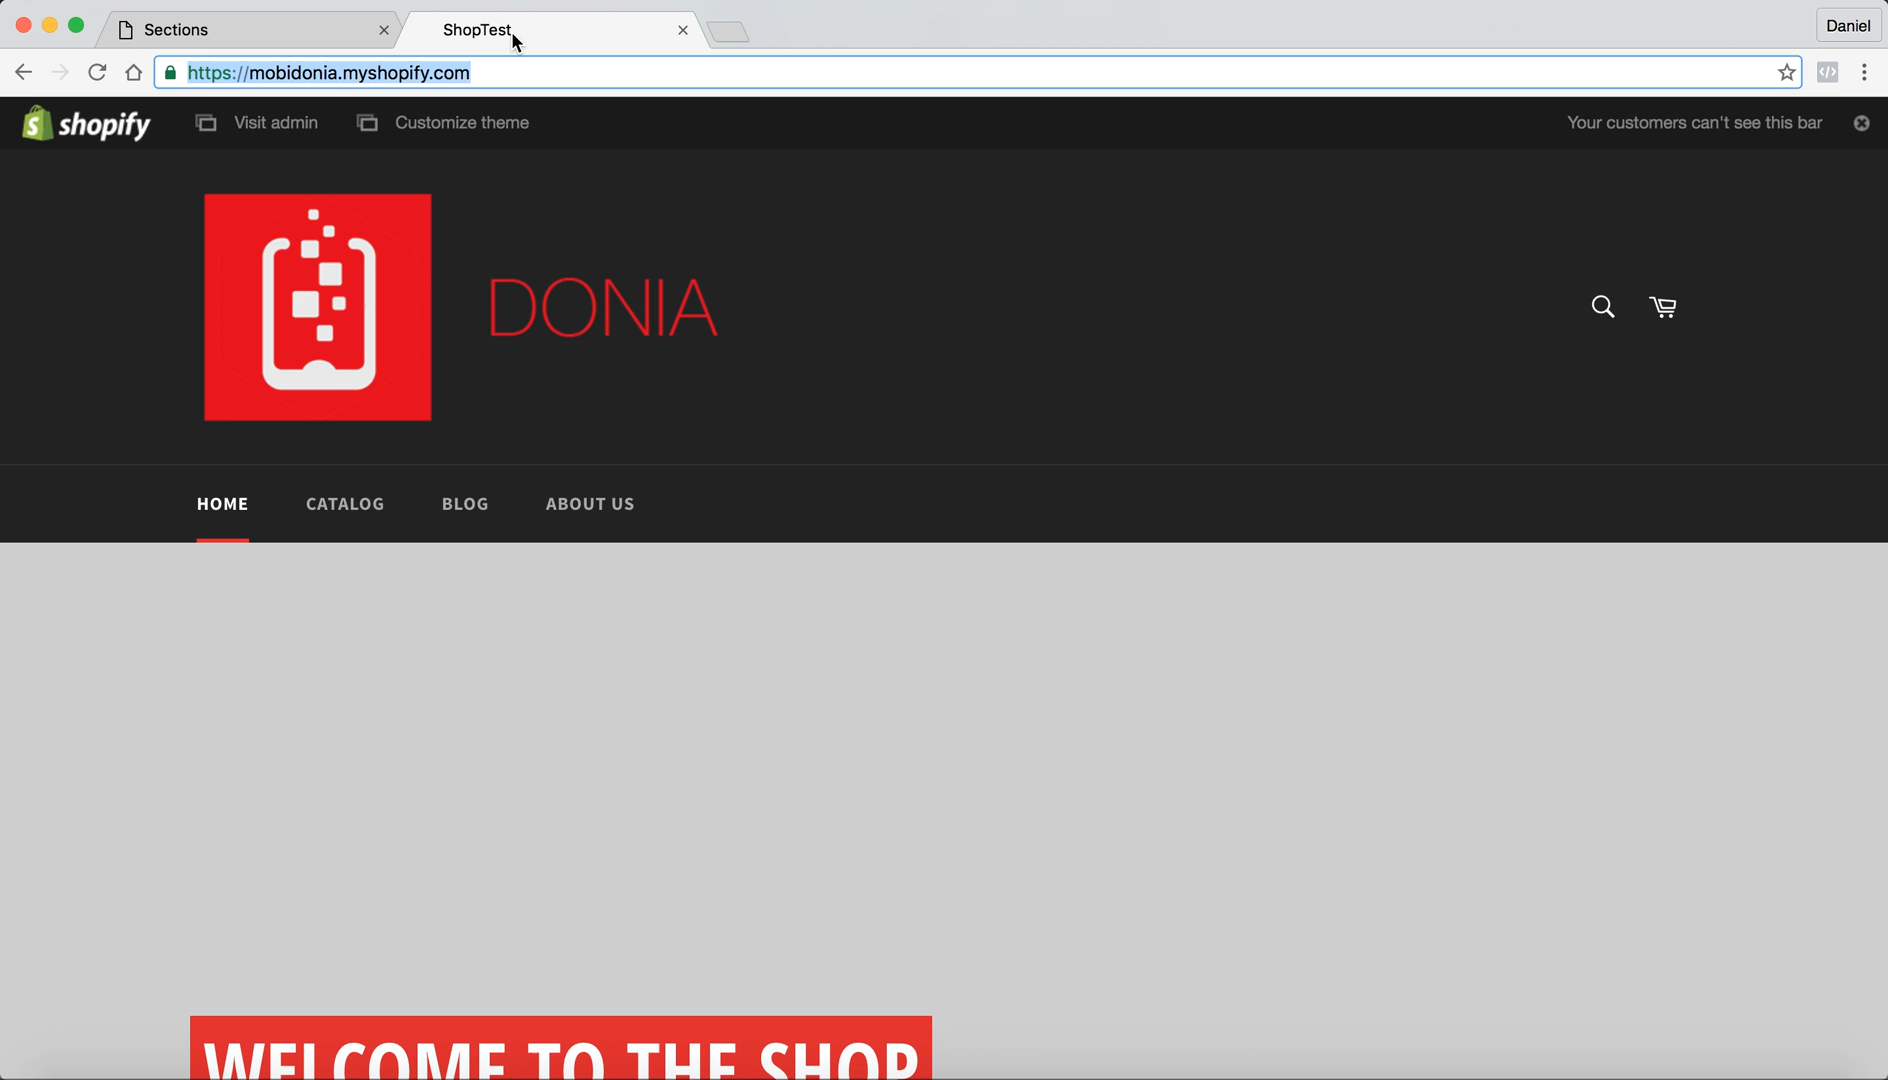 Sections
ShopTest
Daniel
https://mobidonia.myshopify.com
shopify
Visit admin
Customize theme
Your customers can't see this bar
DONIA
HOME
CATALOG
BLOG
ABOUT US
WELCOME TO THE SHOP